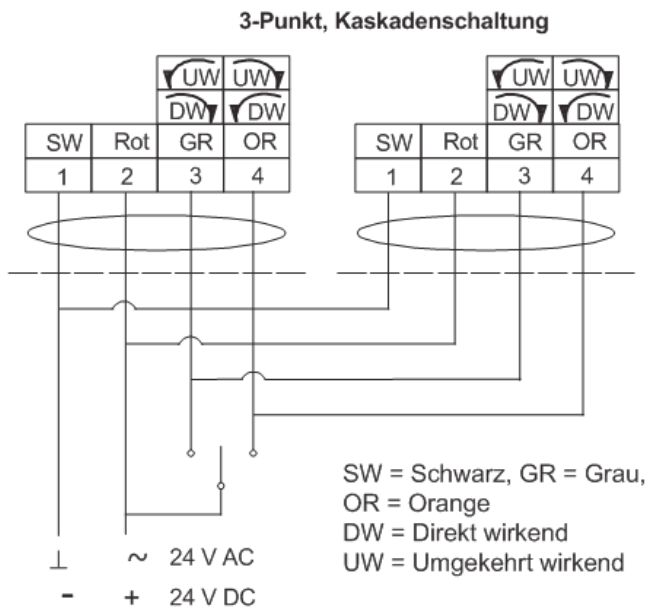 3-Punkt, Kaskadenschaltung
UW UW UW UW
DW DW DW DW
SW Rot GR OR SW Rot GR OR
1 2 3 4 1 2 3 4
SW = Schwarz, GR = Grau,
OR = Orange
DW = Direkt wirkend
UW = Umgekehrt wirkend
⊥ ~ 24 V AC
- + 24 V DC